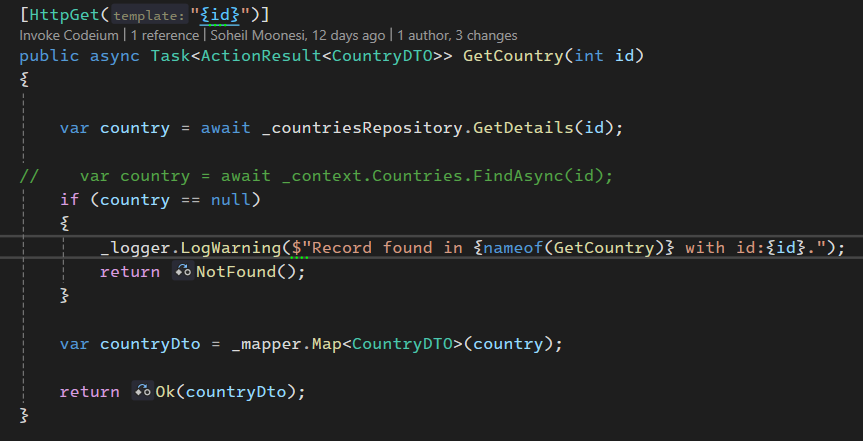 [HttpGet(template:"{id}")]
Invoke Codeium | 1 reference | Soheil Moonesi, 12 days ago | 1 author, 3 changes
public async Task<ActionResult<CountryDTO>> GetCountry(int id)
{
var country = await _countriesRepository.GetDetails(id);
//    var country = await _context.Countries.FindAsync(id);
if (country == null)
{
_logger.LogWarning($"Record found in {nameof(GetCountry)} with id:{id}.");
return NotFound();
}
var countryDto = _mapper.Map<CountryDTO>(country);
return Ok(countryDto);
}